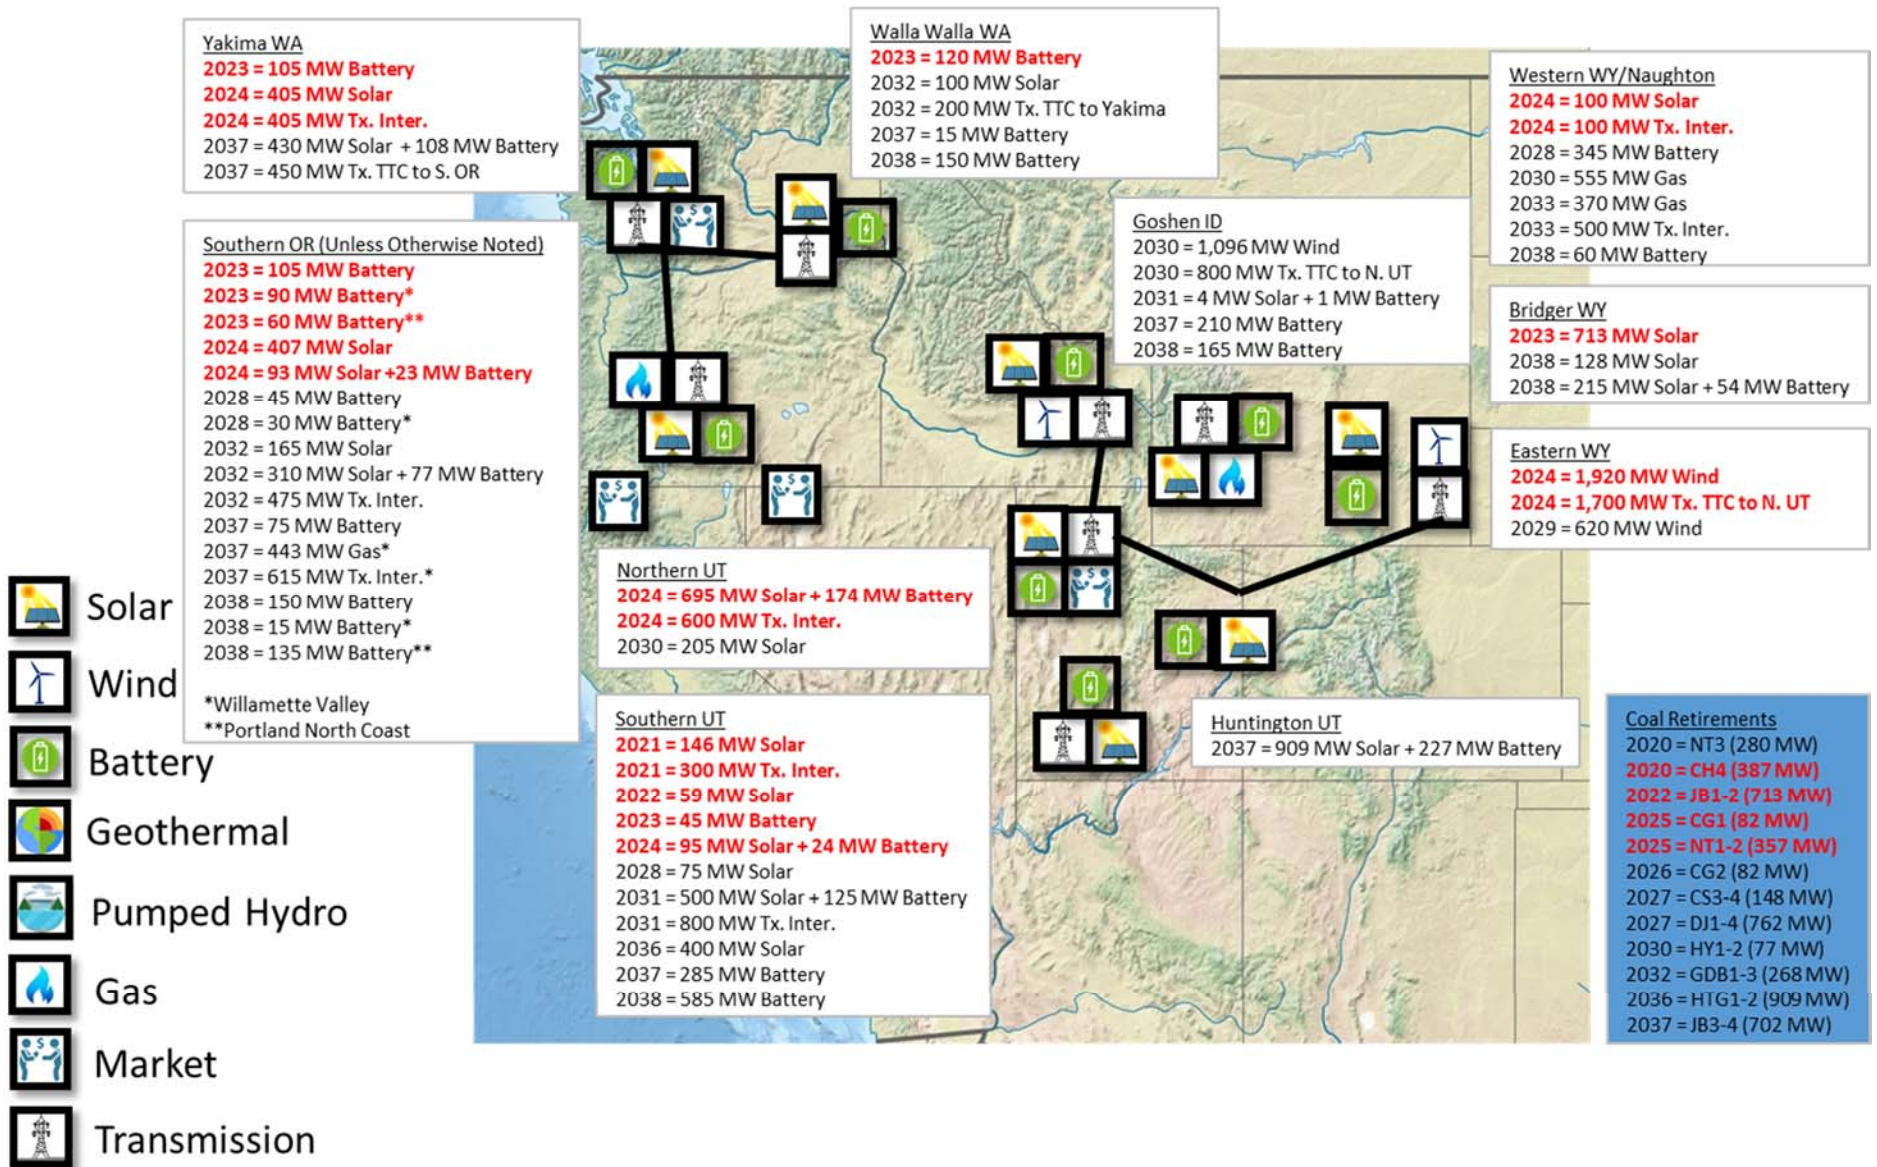 Yakima WA
2023 = 105 MW Battery
2024 = 405 MW Solar
2024 = 405 MW Tx. Inter.
2037 = 430 MW Solar + 108 MW Battery
2037 = 450 MW Tx. TTC to S. OR
Walla Walla WA
2023 = 120 MW Battery
2032 = 100 MW Solar
2032 = 200 MW Tx. TTC to Yakima
2037 = 15 MW Battery
2038 = 150 MW Battery
Western WY/Naughton
2024 = 100 MW Solar
2024 = 100 MW Tx. Inter.
2028 = 345 MW Battery
2030 = 555 MW Gas
2033 = 370 MW Gas
2033 = 500 MW Tx. Inter.
2038 = 60 MW Battery
Southern OR (Unless Otherwise Noted)
2023 = 105 MW Battery
2023 = 90 MW Battery*
2023 = 60 MW Battery**
2024 = 407 MW Solar
2024 = 93 MW Solar +23 MW Battery
2028 = 45 MW Battery
2028 = 30 MW Battery*
2032 = 165 MW Solar
2032 = 310 MW Solar + 77 MW Battery
2032 = 475 MW Tx. Inter.
2037 = 75 MW Battery
2037 = 443 MW Gas*
2037 = 615 MW Tx. Inter.*
2038 = 150 MW Battery
2038 = 15 MW Battery*
2038 = 135 MW Battery**
*Willamette Valley
**Portland North Coast
Goshen ID
2030 = 1,096 MW Wind
2030 = 800 MW Tx. TTC to N. UT
2031 = 4 MW Solar + 1 MW Battery
2037 = 210 MW Battery
2038 = 165 MW Battery
Bridger WY
2023 = 713 MW Solar
2038 = 128 MW Solar
2038 = 215 MW Solar + 54 MW Battery
Eastern WY
2024 = 1,920 MW Wind
2024 = 1,700 MW Tx. TTC to N. UT
2029 = 620 MW Wind
Northern UT
2024 = 695 MW Solar + 174 MW Battery
2024 = 600 MW Tx. Inter.
2030 = 205 MW Solar
Southern UT
2021 = 146 MW Solar
2021 = 300 MW Tx. Inter.
2022 = 59 MW Solar
2023 = 45 MW Battery
2024 = 95 MW Solar + 24 MW Battery
2028 = 75 MW Solar
2031 = 500 MW Solar + 125 MW Battery
2031 = 800 MW Tx. Inter.
2036 = 400 MW Solar
2037 = 285 MW Battery
2038 = 585 MW Battery
Huntington UT
2037 = 909 MW Solar + 227 MW Battery
Coal Retirements
2020 = NT3 (280 MW)
2020 = CH4 (387 MW)
2022 = JB1-2 (713 MW)
2025 = CG1 (82 MW)
2025 = NT1-2 (357 MW)
2026 = CG2 (82 MW)
2027 = CS3-4 (148 MW)
2027 = DJ1-4 (762 MW)
2030 = HY1-2 (77 MW)
2032 = GDB1-3 (268 MW)
2036 = HTG1-2 (909 MW)
2037 = JB3-4 (702 MW)
Solar
Wind
Battery
Geothermal
Pumped Hydro
Gas
Market
Transmission